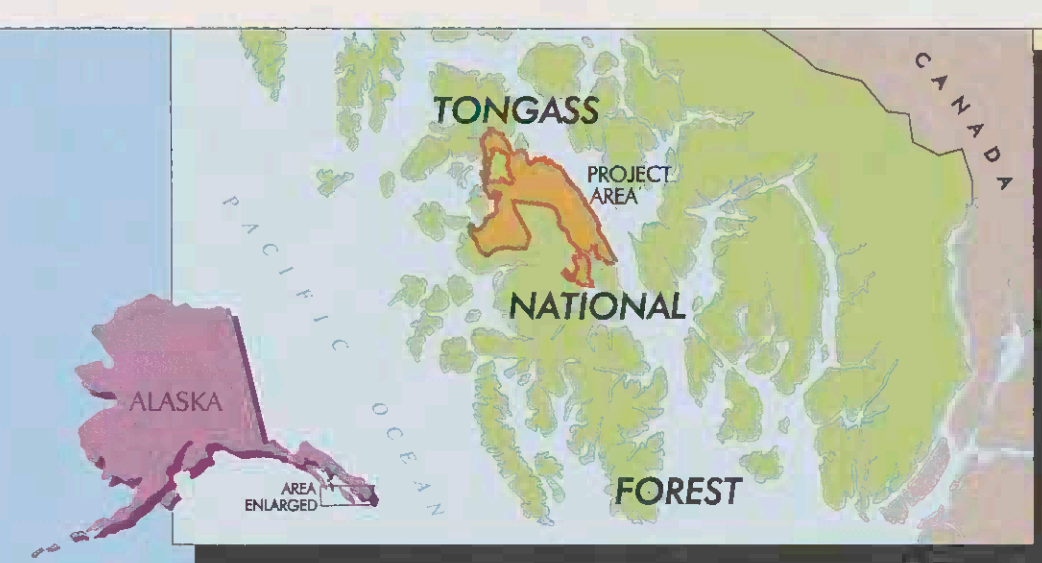 CANADA
TONGASS
PROJECT
AREA
PACIFIC
OCEAN
NATIONAL
ALASKA
AREA
ENLARGED
FOREST